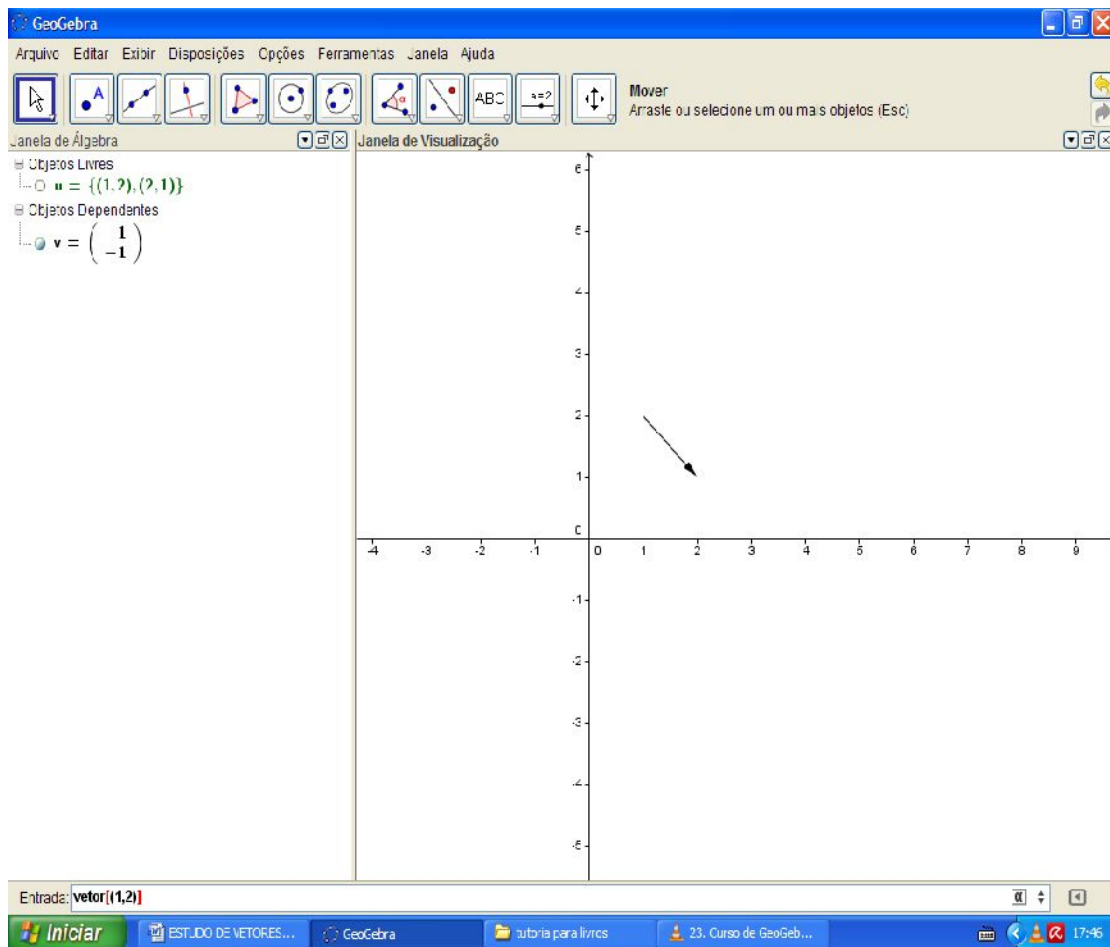 GeoGebra
Arquivo Editar Exibir Disposições Opções Ferramentas Janela Ajuda
A
ABC
a=2
Mover
Arraste ou selecione um ou mais objetos (Esc)
Janela de Álgebra
Janela de Visualização
Objetos Livres
u = {(1,2),(2,1)}
Objetos Dependentes
v = ( 1
-1 )
6
5
4
3
2
1
0
-4 -3 -2 -1 0 1 2 3 4 5 6 7 8 9
-1
-2
-3
-4
-5
Entrada: vetor[(1,2)]
α
Iniciar
ESTUDO DE VETORES...
GeoGebra
tutoria para livros
23. Curso de GeoGeb...
17:46